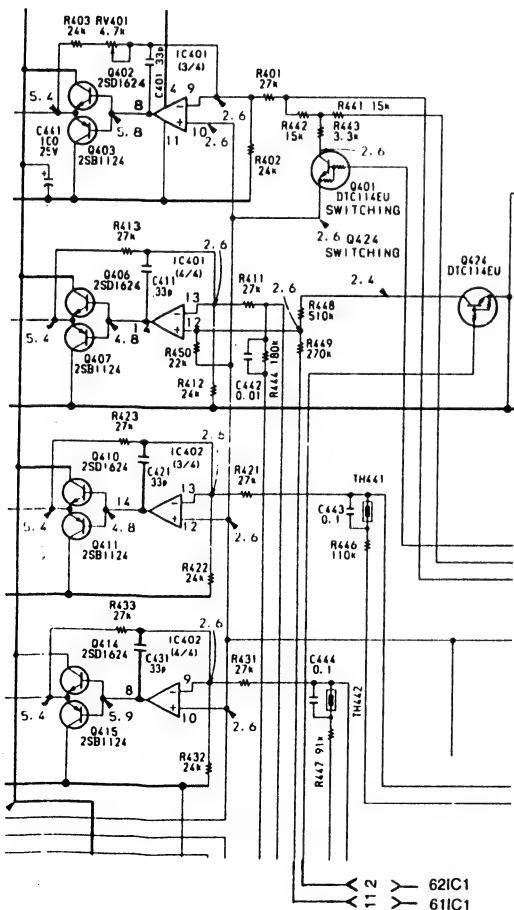 R403
24k
RV401
4.7k
Q402
2SD1624
C401 33p
IC401
(3/4)
9
4
8
10
11
5.4
5.8
2.6
2.6
C441
100
25V
Q403
2SB1124
R401
27k
R402
24k
R442
15k
R441 15k
R443
3.3k
2.6
Q401
DTC114EU
SWITCHING
2.6
Q424
SWITCHING
R413
27k
Q406
2SD1624
C411
33p
IC401
(4/4)
2.6
13
12
5.4
4.8
Q407
2SB1124
R450
22k
R412
24k
R411
27k
2.6
R448
510k
R449
270k
2.4
Q424
DTC114EU
C442
0.01
R444 180k
R423
27k
Q410
2SD1624
C421
33p
IC402
(3/4)
2.6
13
14
12
5.4
4.8
Q411
2SB1124
R421
27k
2.6
R422
24k
TH441
C443
0.1
R446
110k
R433
27k
Q414
2SD1624
C431
33p
IC402
(4/4)
2.6
9
8
10
5.4
5.9
Q415
2SB1124
R431
27k
2.6
R432
24k
C444
0.1
TH442
R447 91k
112
62IC1
111
61IC1